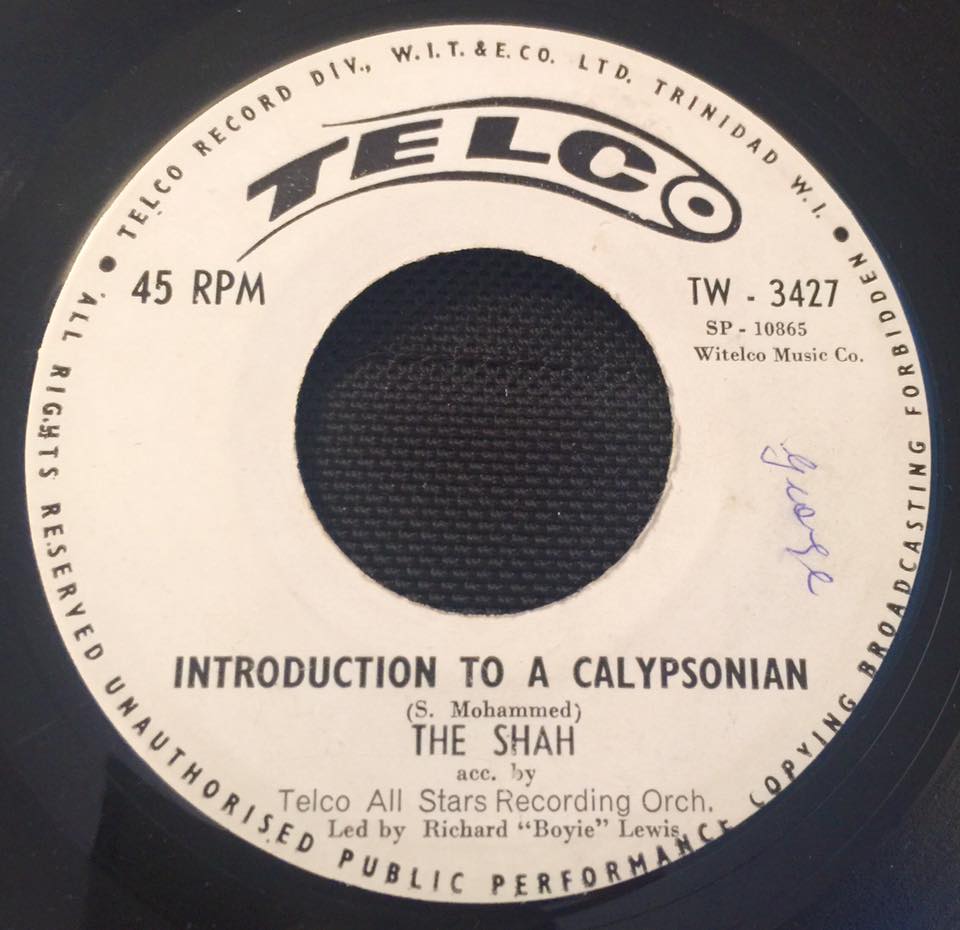 TELCO RECORD DIV., W.I.T. & E.CO. LTD. TRINIDAD W.I.
TELCO
45 RPM
TW - 3427
SP - 10865
Witelco Music Co.
george
INTRODUCTION TO A CALYPSONIAN
(S. Mohammed)
THE SHAH
acc. by
Telco All Stars Recording Orch.
Led by Richard "Boyie" Lewis
ALL RIGHTS RESERVED UNAUTHORISED PUBLIC PERFORMANCE COPYING BROADCASTING FORBIDDEN